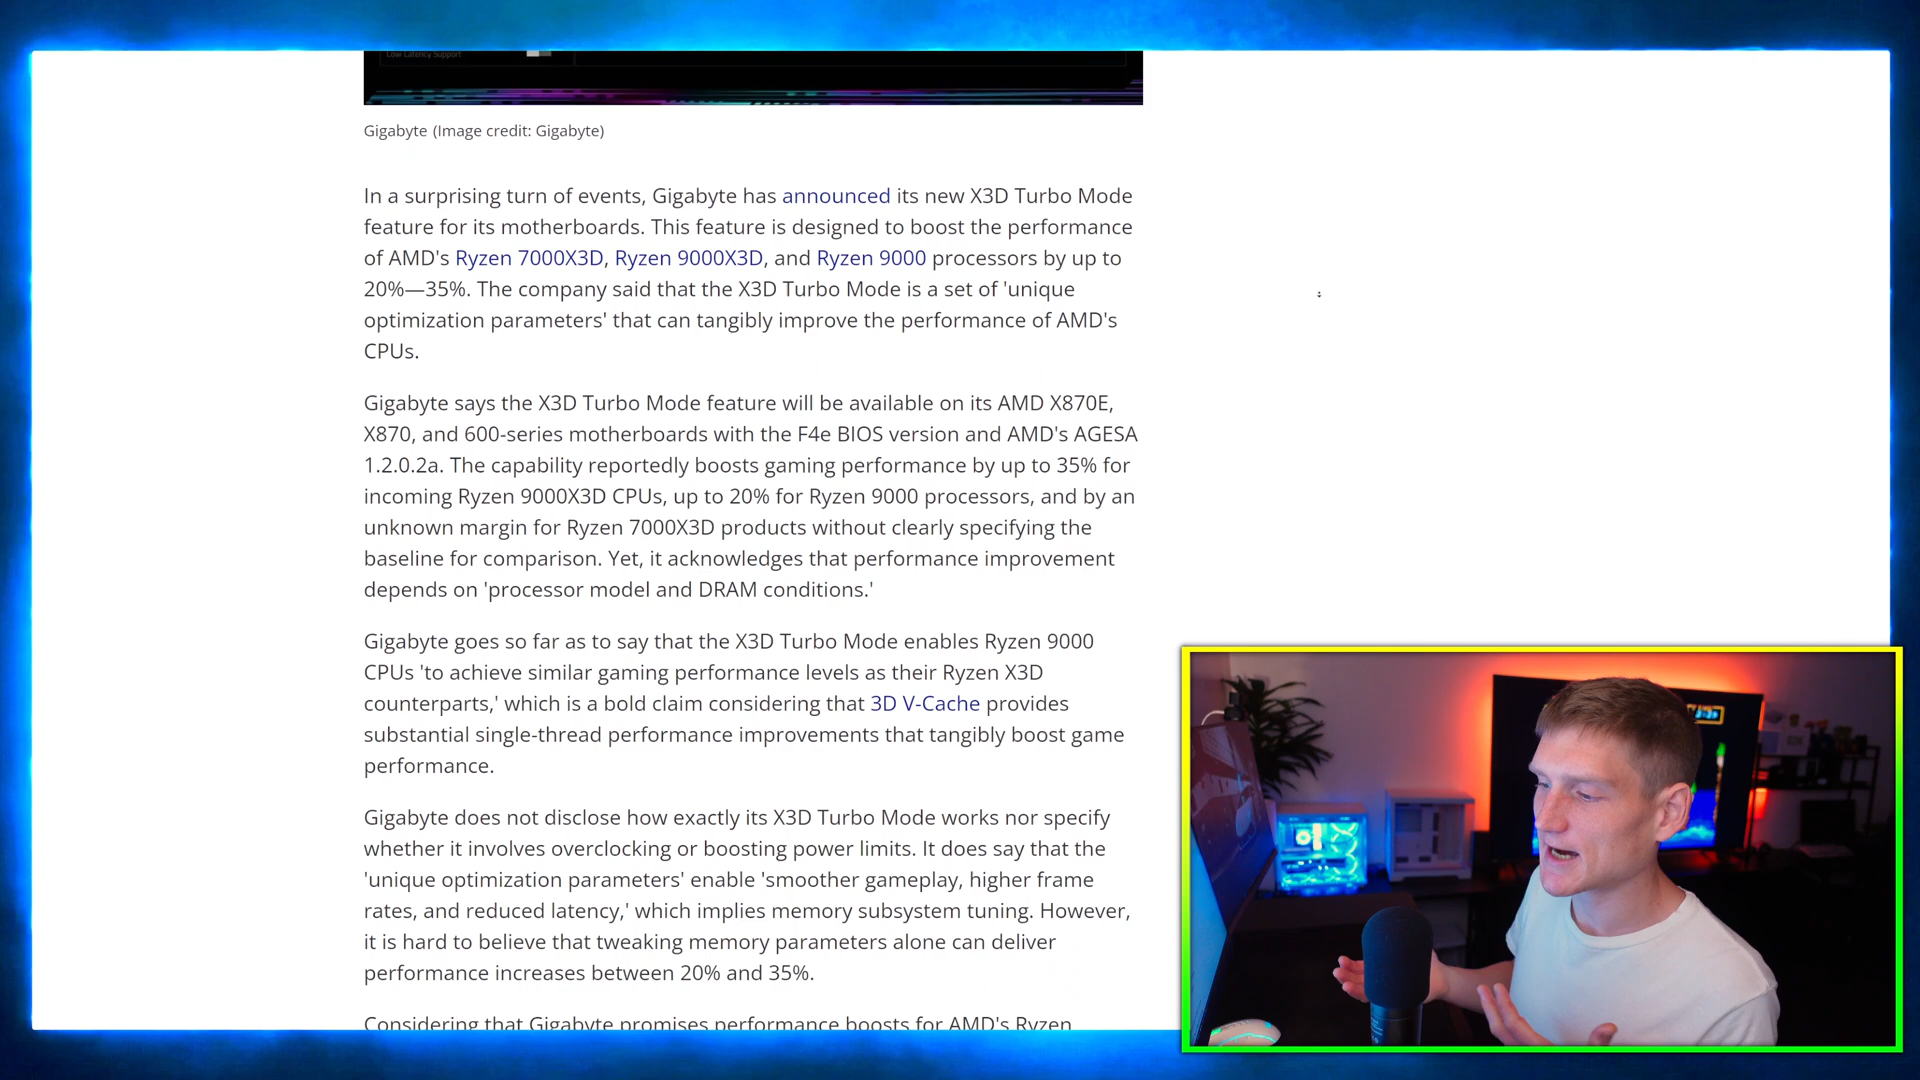 Low Latency Support
Gigabyte (Image credit: Gigabyte)
In a surprising turn of events, Gigabyte has announced its new X3D Turbo Mode
feature for its motherboards. This feature is designed to boost the performance
of AMD's Ryzen 7000X3D, Ryzen 9000X3D, and Ryzen 9000 processors by up to
20%—35%. The company said that the X3D Turbo Mode is a set of 'unique
optimization parameters' that can tangibly improve the performance of AMD's
CPUs.
Gigabyte says the X3D Turbo Mode feature will be available on its AMD X870E,
X870, and 600-series motherboards with the F4e BIOS version and AMD's AGESA
1.2.0.2a. The capability reportedly boosts gaming performance by up to 35% for
incoming Ryzen 9000X3D CPUs, up to 20% for Ryzen 9000 processors, and by an
unknown margin for Ryzen 7000X3D products without clearly specifying the
baseline for comparison. Yet, it acknowledges that performance improvement
depends on 'processor model and DRAM conditions.'
Gigabyte goes so far as to say that the X3D Turbo Mode enables Ryzen 9000
CPUs 'to achieve similar gaming performance levels as their Ryzen X3D
counterparts,' which is a bold claim considering that 3D V-Cache provides
substantial single-thread performance improvements that tangibly boost game
performance.
Gigabyte does not disclose how exactly its X3D Turbo Mode works nor specify
whether it involves overclocking or boosting power limits. It does say that the
'unique optimization parameters' enable 'smoother gameplay, higher frame
rates, and reduced latency,' which implies memory subsystem tuning. However,
it is hard to believe that tweaking memory parameters alone can deliver
performance increases between 20% and 35%.
Considering that Gigabyte promises performance boosts for AMD's Ryzen